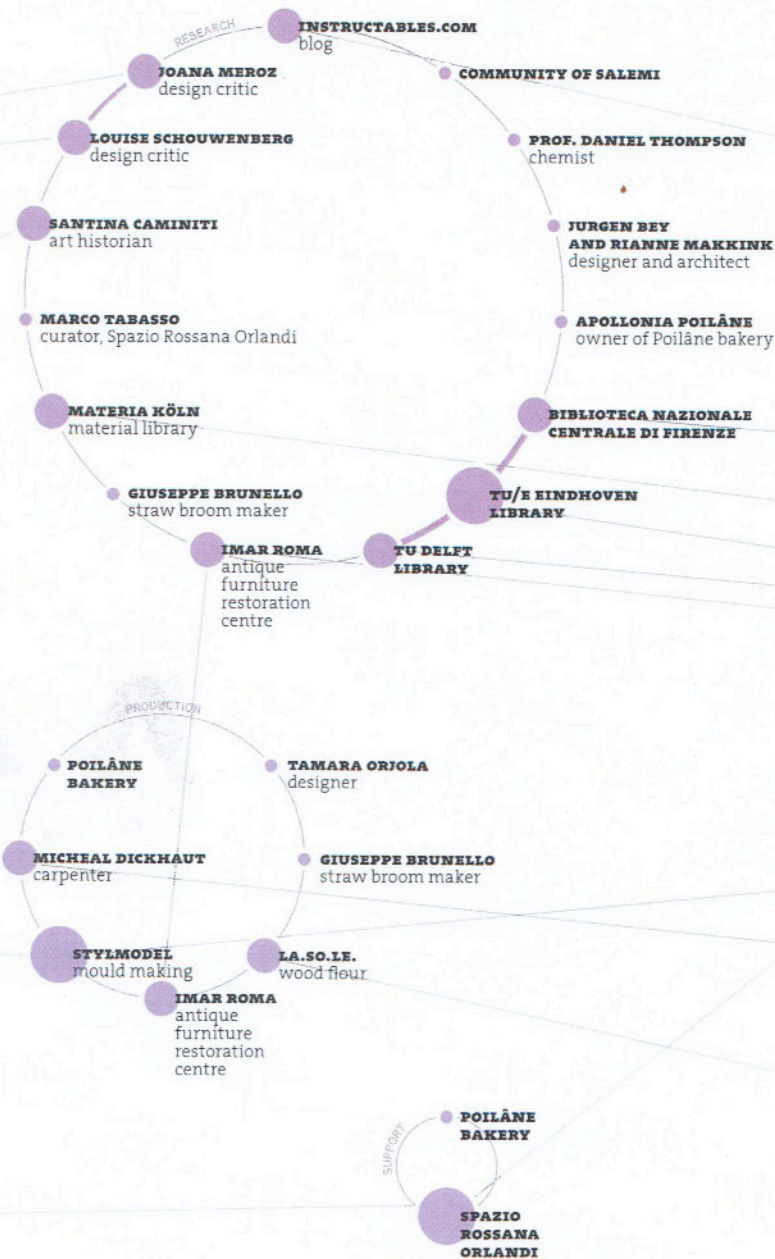 RESEARCH
INSTRUCTABLES.COM
blog
JOANA MEROZ
design critic
COMMUNITY OF SALEMI
LOUISE SCHOUWENBERG
design critic
PROF. DANIEL THOMPSON
chemist
SANTINA CAMINITI
art historian
JURGEN BEY
AND RIANNE MAKKINK
designer and architect
MARCO TABASSO
curator, Spazio Rossana Orlandi
APOLLONIA POILÂNE
owner of Poilâne bakery
MATERIA KÖLN
material library
BIBLIOTECA NAZIONALE
CENTRALE DI FIRENZE
GIUSEPPE BRUNELLO
straw broom maker
TU/E EINDHOVEN
LIBRARY
IMAR ROMA
antique
furniture
restoration
centre
TU DELFT
LIBRARY
PRODUCTION
POILÂNE
BAKERY
TAMARA ORJOLA
designer
MICHEAL DICKHAUT
carpenter
GIUSEPPE BRUNELLO
straw broom maker
STYLMODEL
mould making
LA.SO.LE.
wood flour
IMAR ROMA
antique
furniture
restoration
centre
SUPPORT
POILÂNE
BAKERY
SPAZIO
ROSSANA
ORLANDI